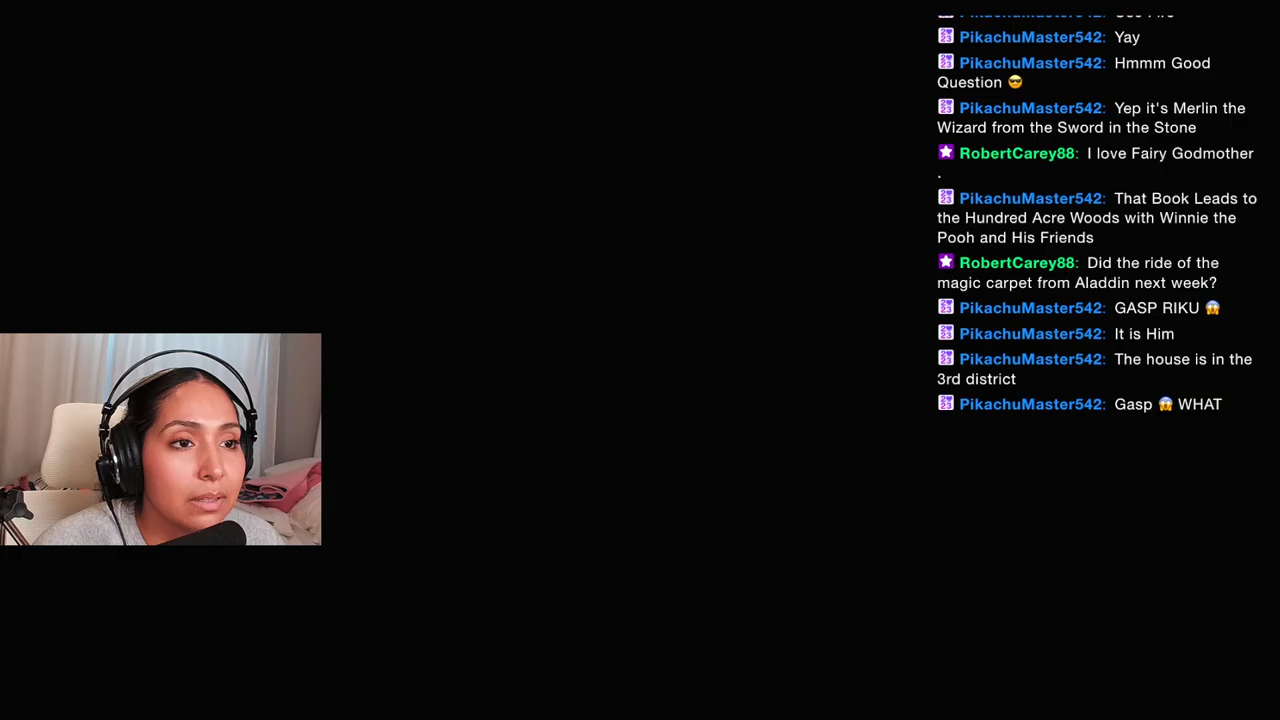 PikachuMaster542: Yay
PikachuMaster542: Hmmm Good
Question 😎
PikachuMaster542: Yep it's Merlin the
Wizard from the Sword in the Stone
RobertCarey88: I love Fairy Godmother
.
PikachuMaster542: That Book Leads to
the Hundred Acre Woods with Winnie the
Pooh and His Friends
RobertCarey88: Did the ride of the
magic carpet from Aladdin next week?
PikachuMaster542: GASP RIKU 😱
PikachuMaster542: It is Him
PikachuMaster542: The house is in the
3rd district
PikachuMaster542: Gasp 😱 WHAT